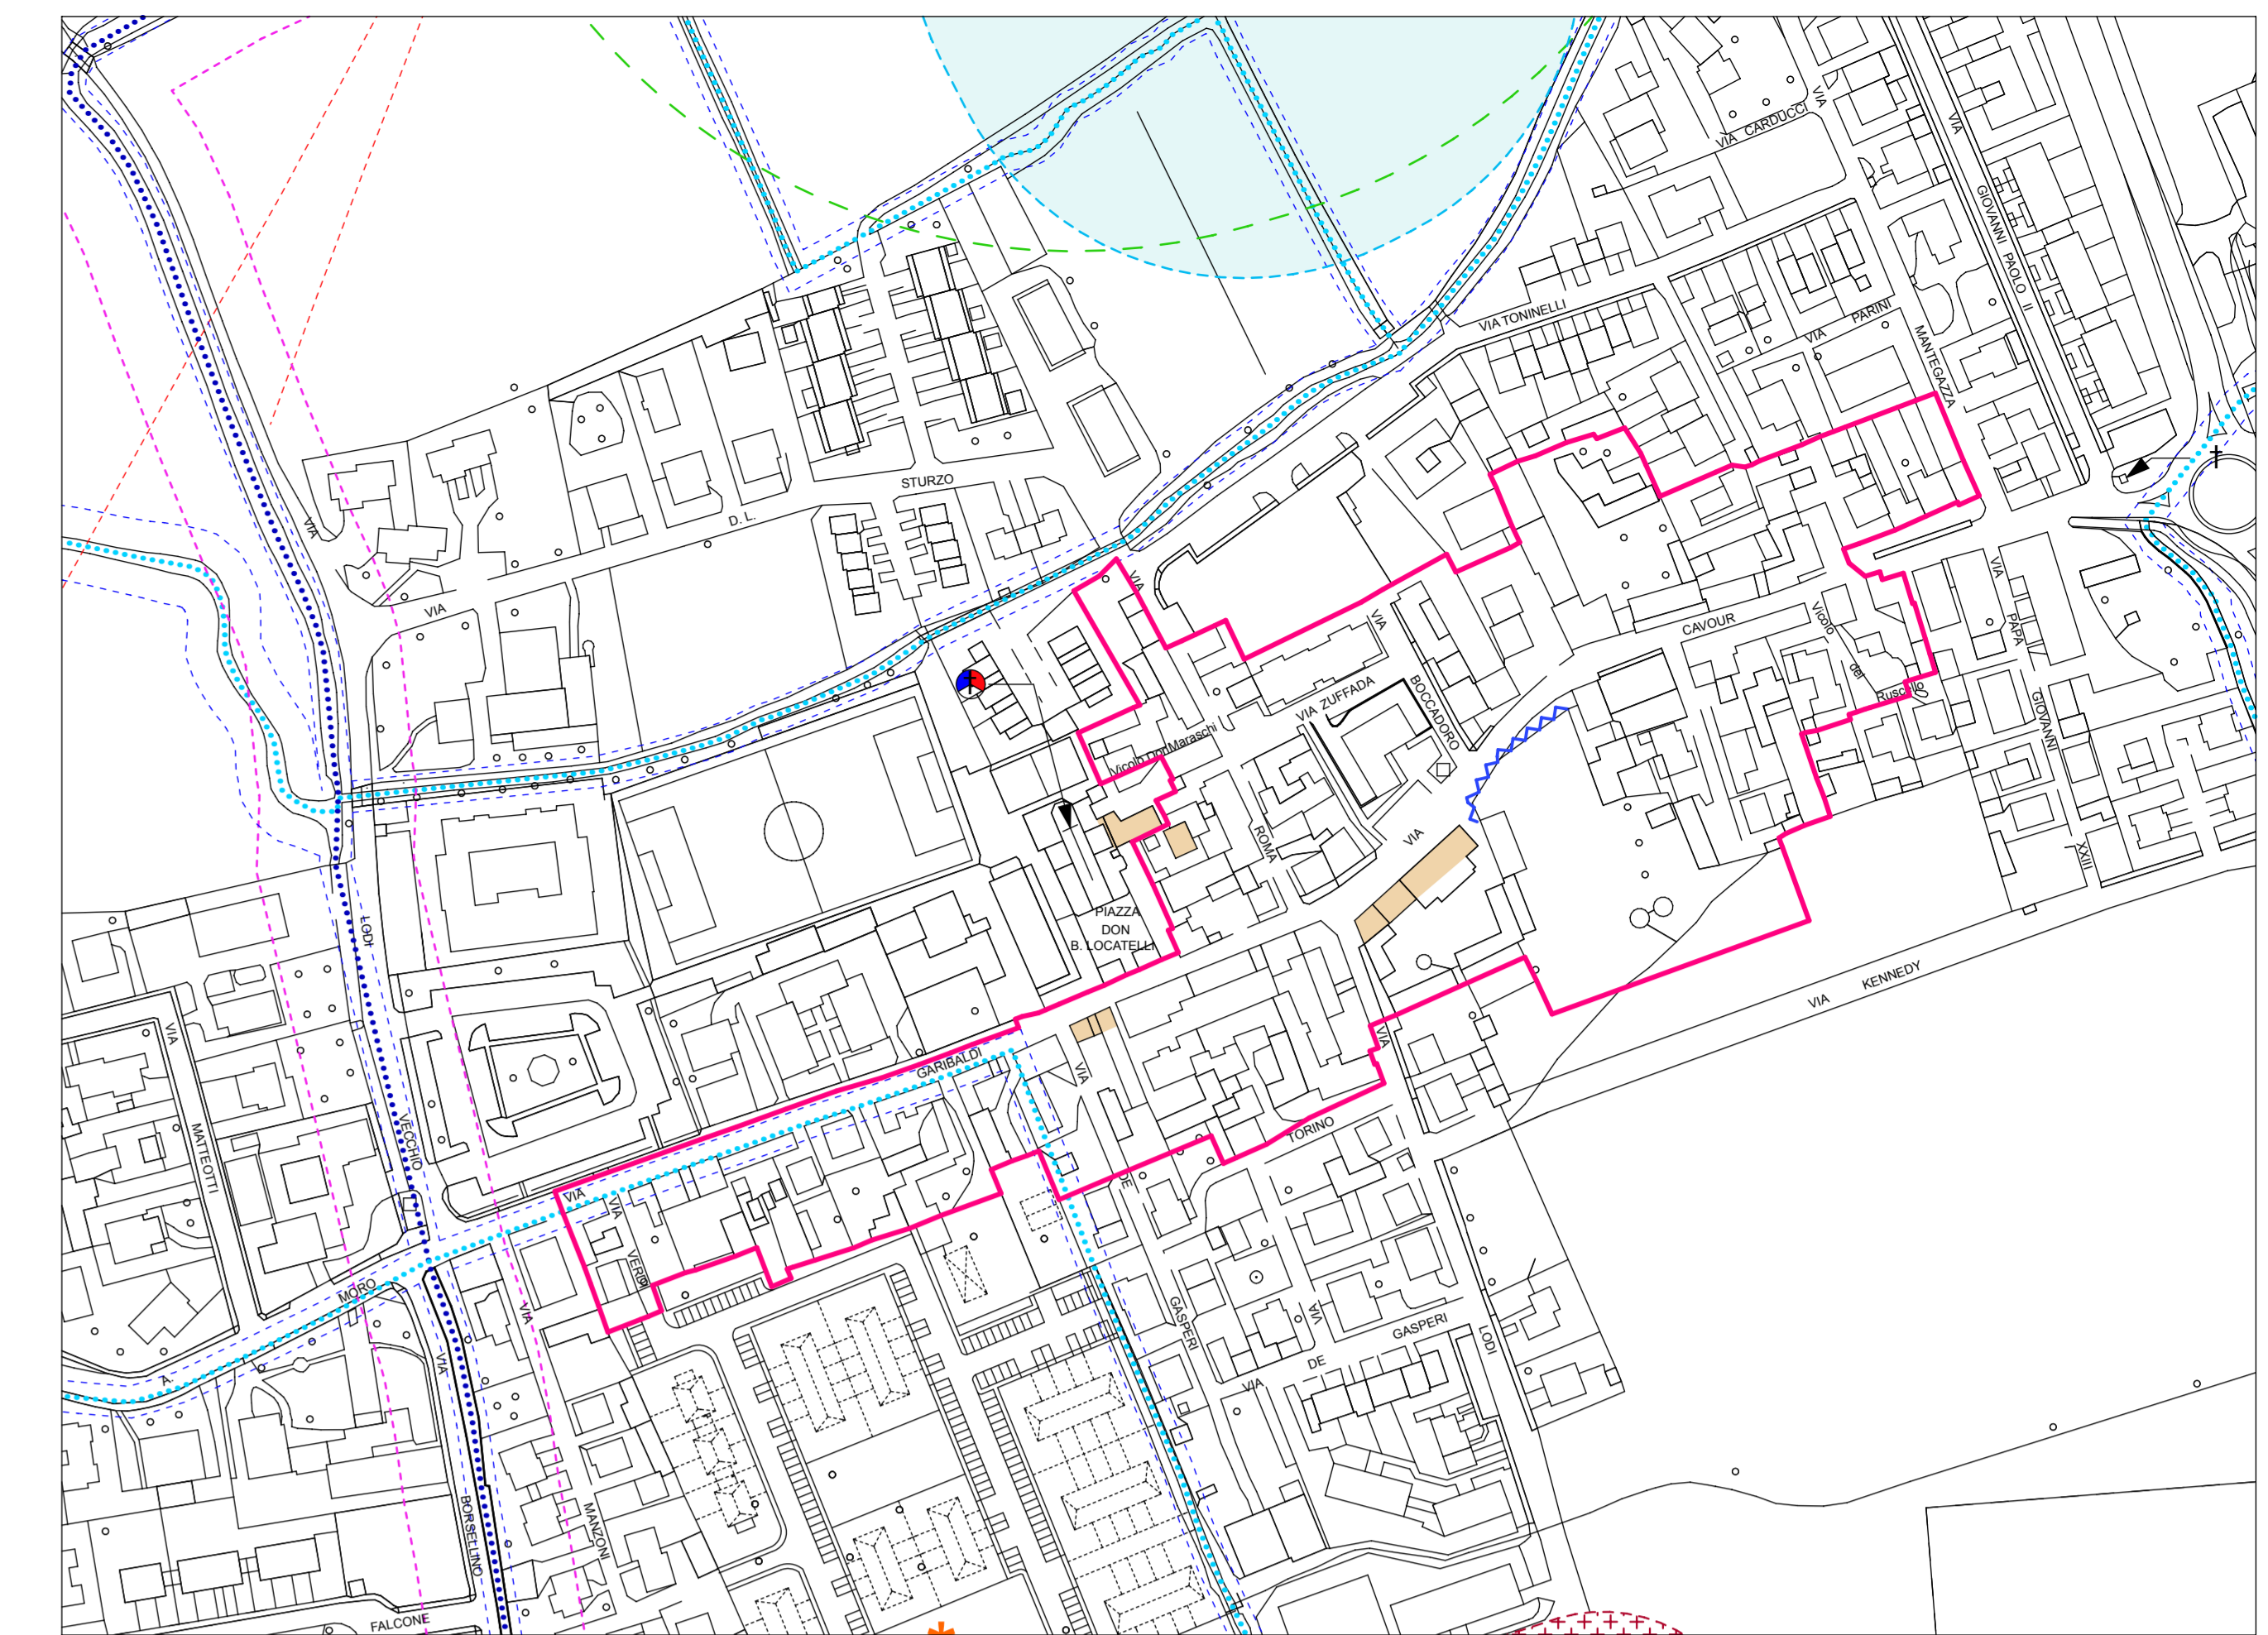 VIA
CARDUCCI
VIA
VIA
GIOVANNI PAOLO II
VIA TONINELLI
VIA
PARINI
MANTEGAZZA
STURZO
D. L.
VIA
VIA
VIA
VIA
CAVOUR
Vicolo
del
Ruscello
VIA
PAPA
GIOVANNI
XXIII
VIA ZUFFADA
BOCCADORO
Vicolo Don Maraschi
ROMA
VIA
PIAZZA
DON
B. LOCATELLI
LODI
VECCHIO
VIA
MATTEOTTI
VIA
KENNEDY
VIA
GARIBALDI
VIA
TORINO
DE
GASPERI
VIA
VIA
VERDI
MORO
A.
VIA
VIA
VIA
GASPERI
DE
VIA
LODI
BORSELLINO
MANZONI
FALCONE